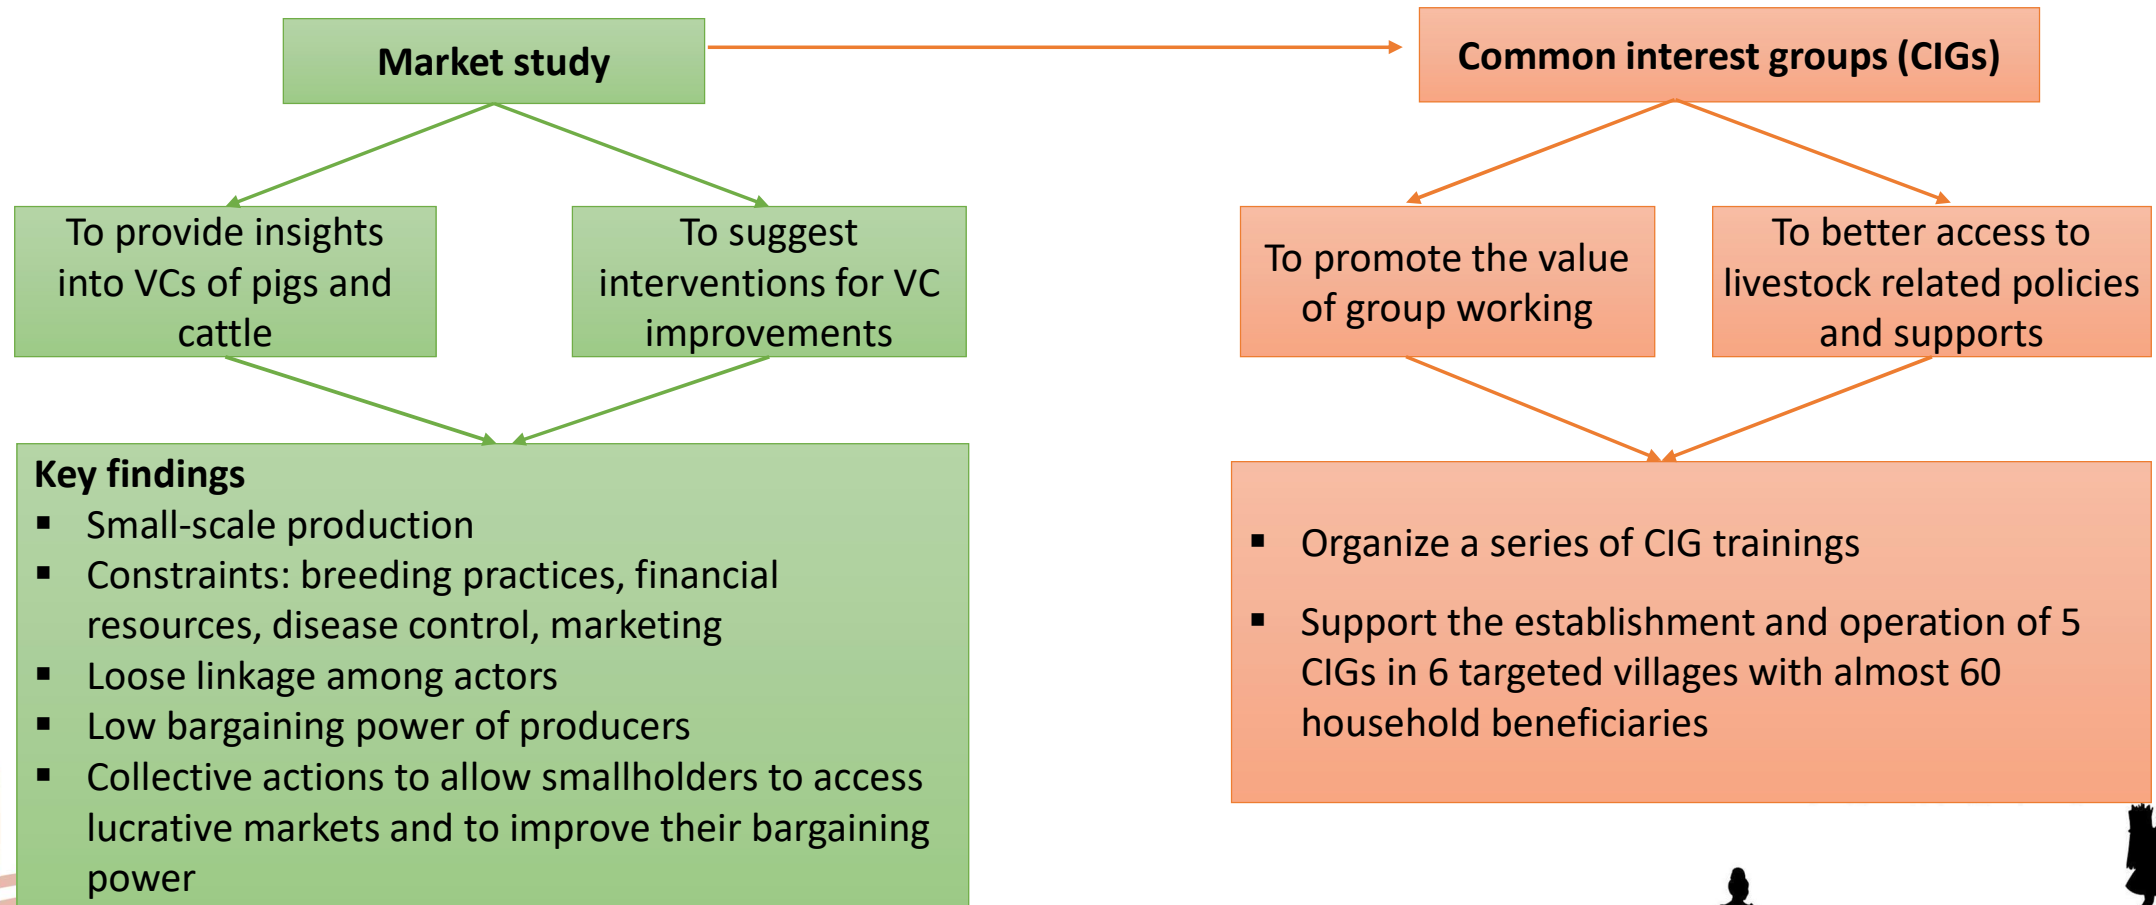 Market study
Common interest groups (CIGs)
To provide insights
into VCs of pigs and
cattle
To suggest
interventions for VC
improvements
To promote the value
of group working
To better access to
livestock related policies
and supports
Key findings
▪ Small-scale production
▪ Constraints: breeding practices, financial
resources, disease control, marketing
▪ Loose linkage among actors
▪ Low bargaining power of producers
▪ Collective actions to allow smallholders to access
lucrative markets and to improve their bargaining
power
▪ Organize a series of CIG trainings
▪ Support the establishment and operation of 5
CIGs in 6 targeted villages with almost 60
household beneficiaries